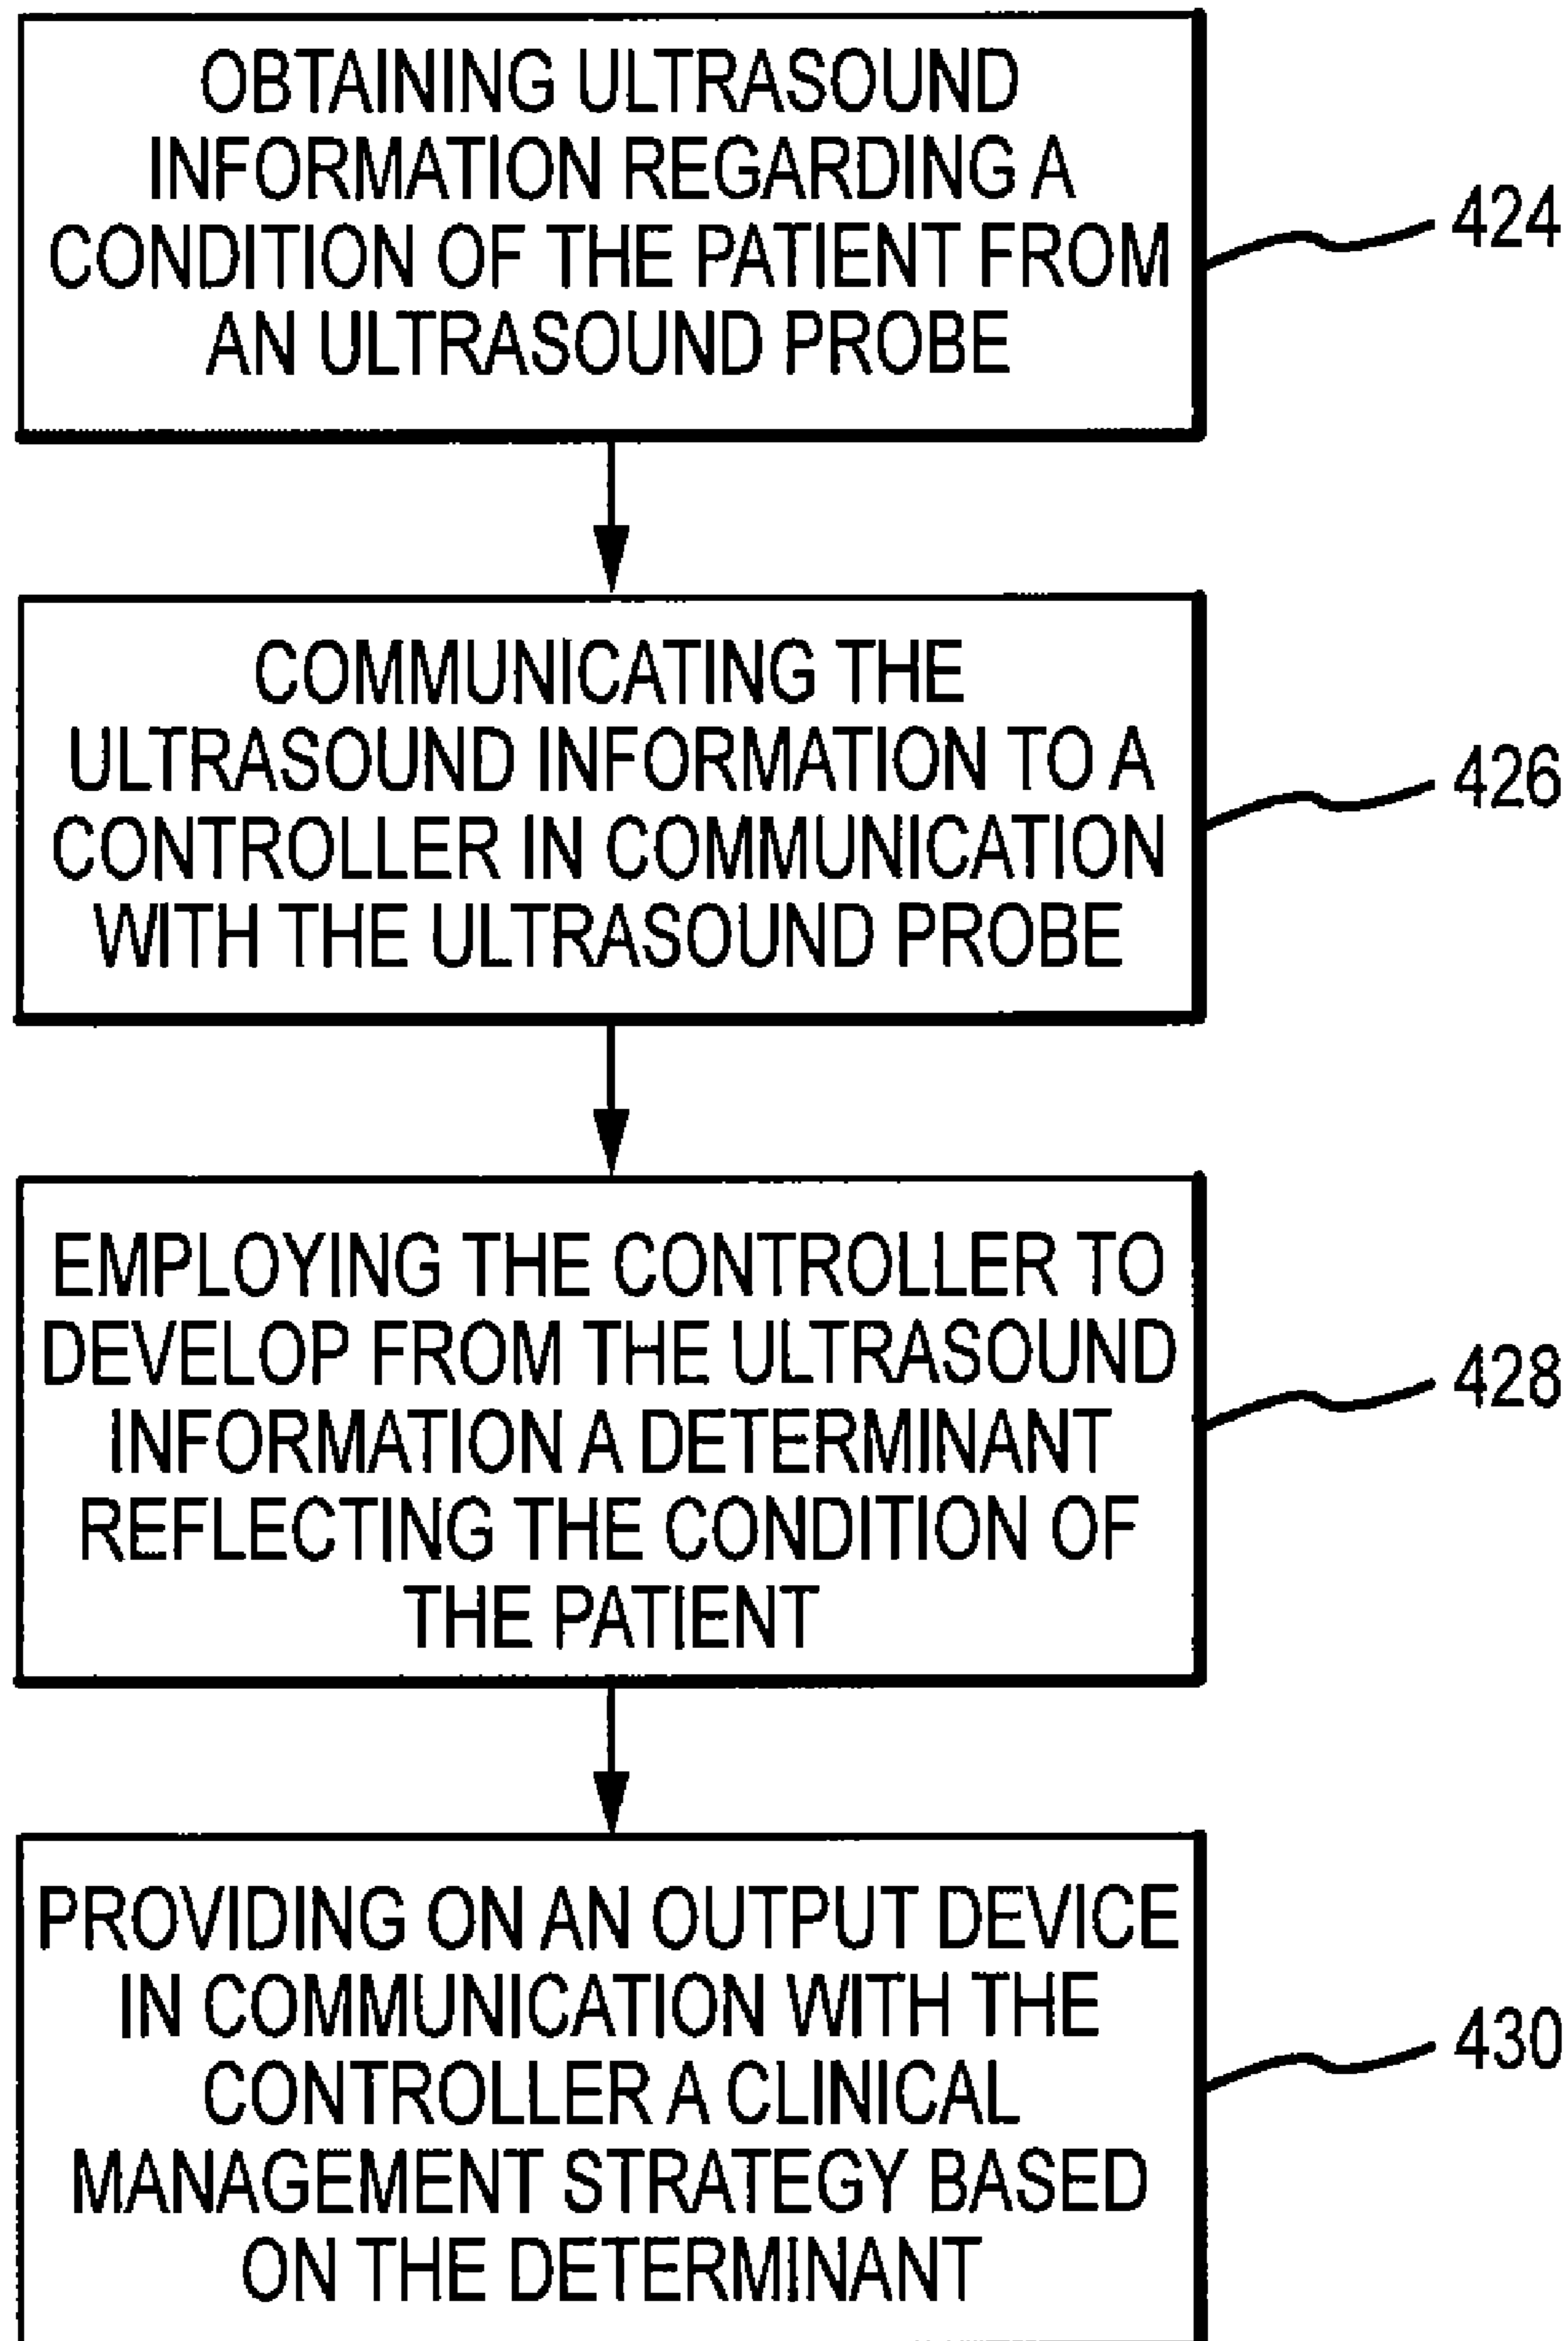 OBTAINING ULTRASOUND
INFORMATION REGARDING A
CONDITION OF THE PATIENT FROM
AN ULTRASOUND PROBE
424
COMMUNICATING THE
ULTRASOUND INFORMATION TO A
CONTROLLER IN COMMUNICATION
WITH THE ULTRASOUND PROBE
426
EMPLOYING THE CONTROLLER TO
DEVELOP FROM THE ULTRASOUND
INFORMATION A DETERMINANT
REFLECTING THE CONDITION OF
THE PATIENT
428
PROVIDING ON AN OUTPUT DEVICE
IN COMMUNICATION WITH THE
CONTROLLER A CLINICAL
MANAGEMENT STRATEGY BASED
ON THE DETERMINANT
430